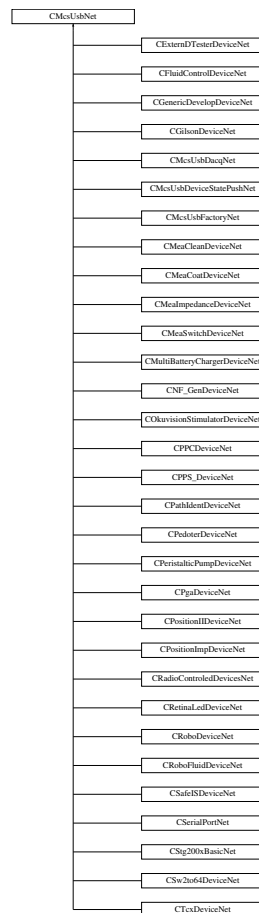 CMcsUsbNet
CExternDTesterDeviceNet
CFluidControlDeviceNet
CGenericDevelopDeviceNet
CGilsonDeviceNet
CMcsUsbDacqNet
CMcsUsbDeviceStatePushNet
CMcsUsbFactoryNet
CMeaCleanDeviceNet
CMeaCoatDeviceNet
CMeaImpedanceDeviceNet
CMeaSwitchDeviceNet
CMultiBatteryChargerDeviceNet
CNF_GenDeviceNet
COkuvisionStimulatorDeviceNet
CPPCDeviceNet
CPPS_DeviceNet
CPathIdentDeviceNet
CPedoterDeviceNet
CPeristalticPumpDeviceNet
CPgaDeviceNet
CPositionIIDeviceNet
CPositionImpDeviceNet
CRadioControledDevicesNet
CRetinaLedDeviceNet
CRoboDeviceNet
CRoboFluidDeviceNet
CSafeISDeviceNet
CSerialPortNet
CStg200xBasicNet
CSw2to64DeviceNet
CTcxDeviceNet